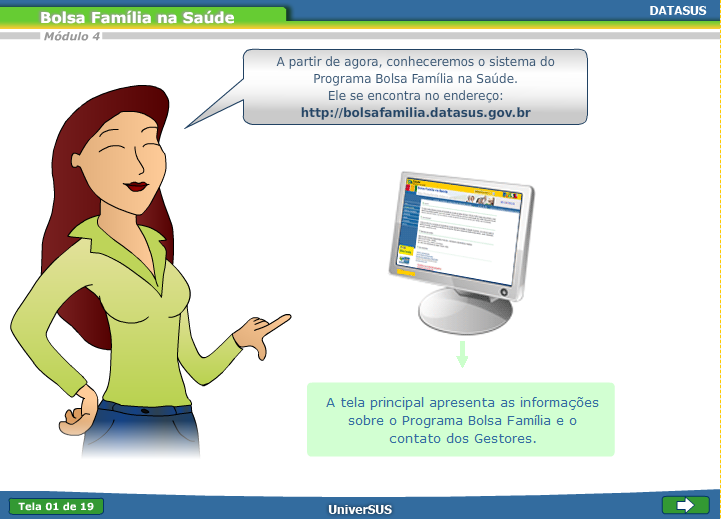 Bolsa Família na Saúde
DATASUS
Módulo 4
A partir de agora, conheceremos o sistema do
Programa Bolsa Família na Saúde.
Ele se encontra no endereço:
http://bolsafamilia.datasus.gov.br
A tela principal apresenta as informações
sobre o Programa Bolsa Família e o
contato dos Gestores.
Tela 01 de 19
UniverSUS